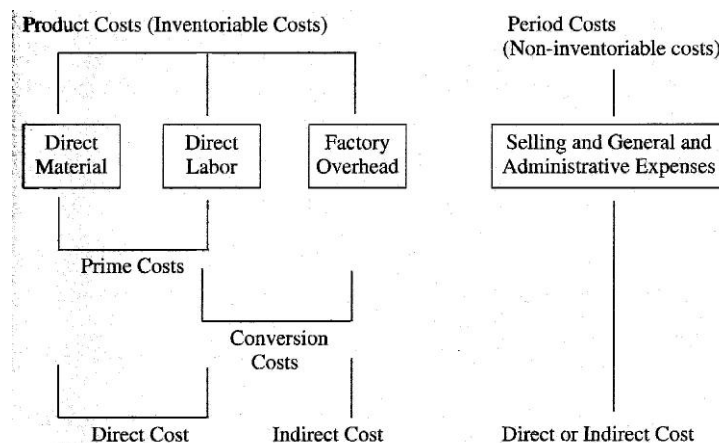 Product Costs (Inventoriable Costs)
Period Costs
(Non-inventoriable costs)
Direct
Material
Direct
Labor
Factory
Overhead
Selling and General and
Administrative Expenses
Prime Costs
Conversion
Costs
Direct Cost
Indirect Cost
Direct or Indirect Cost